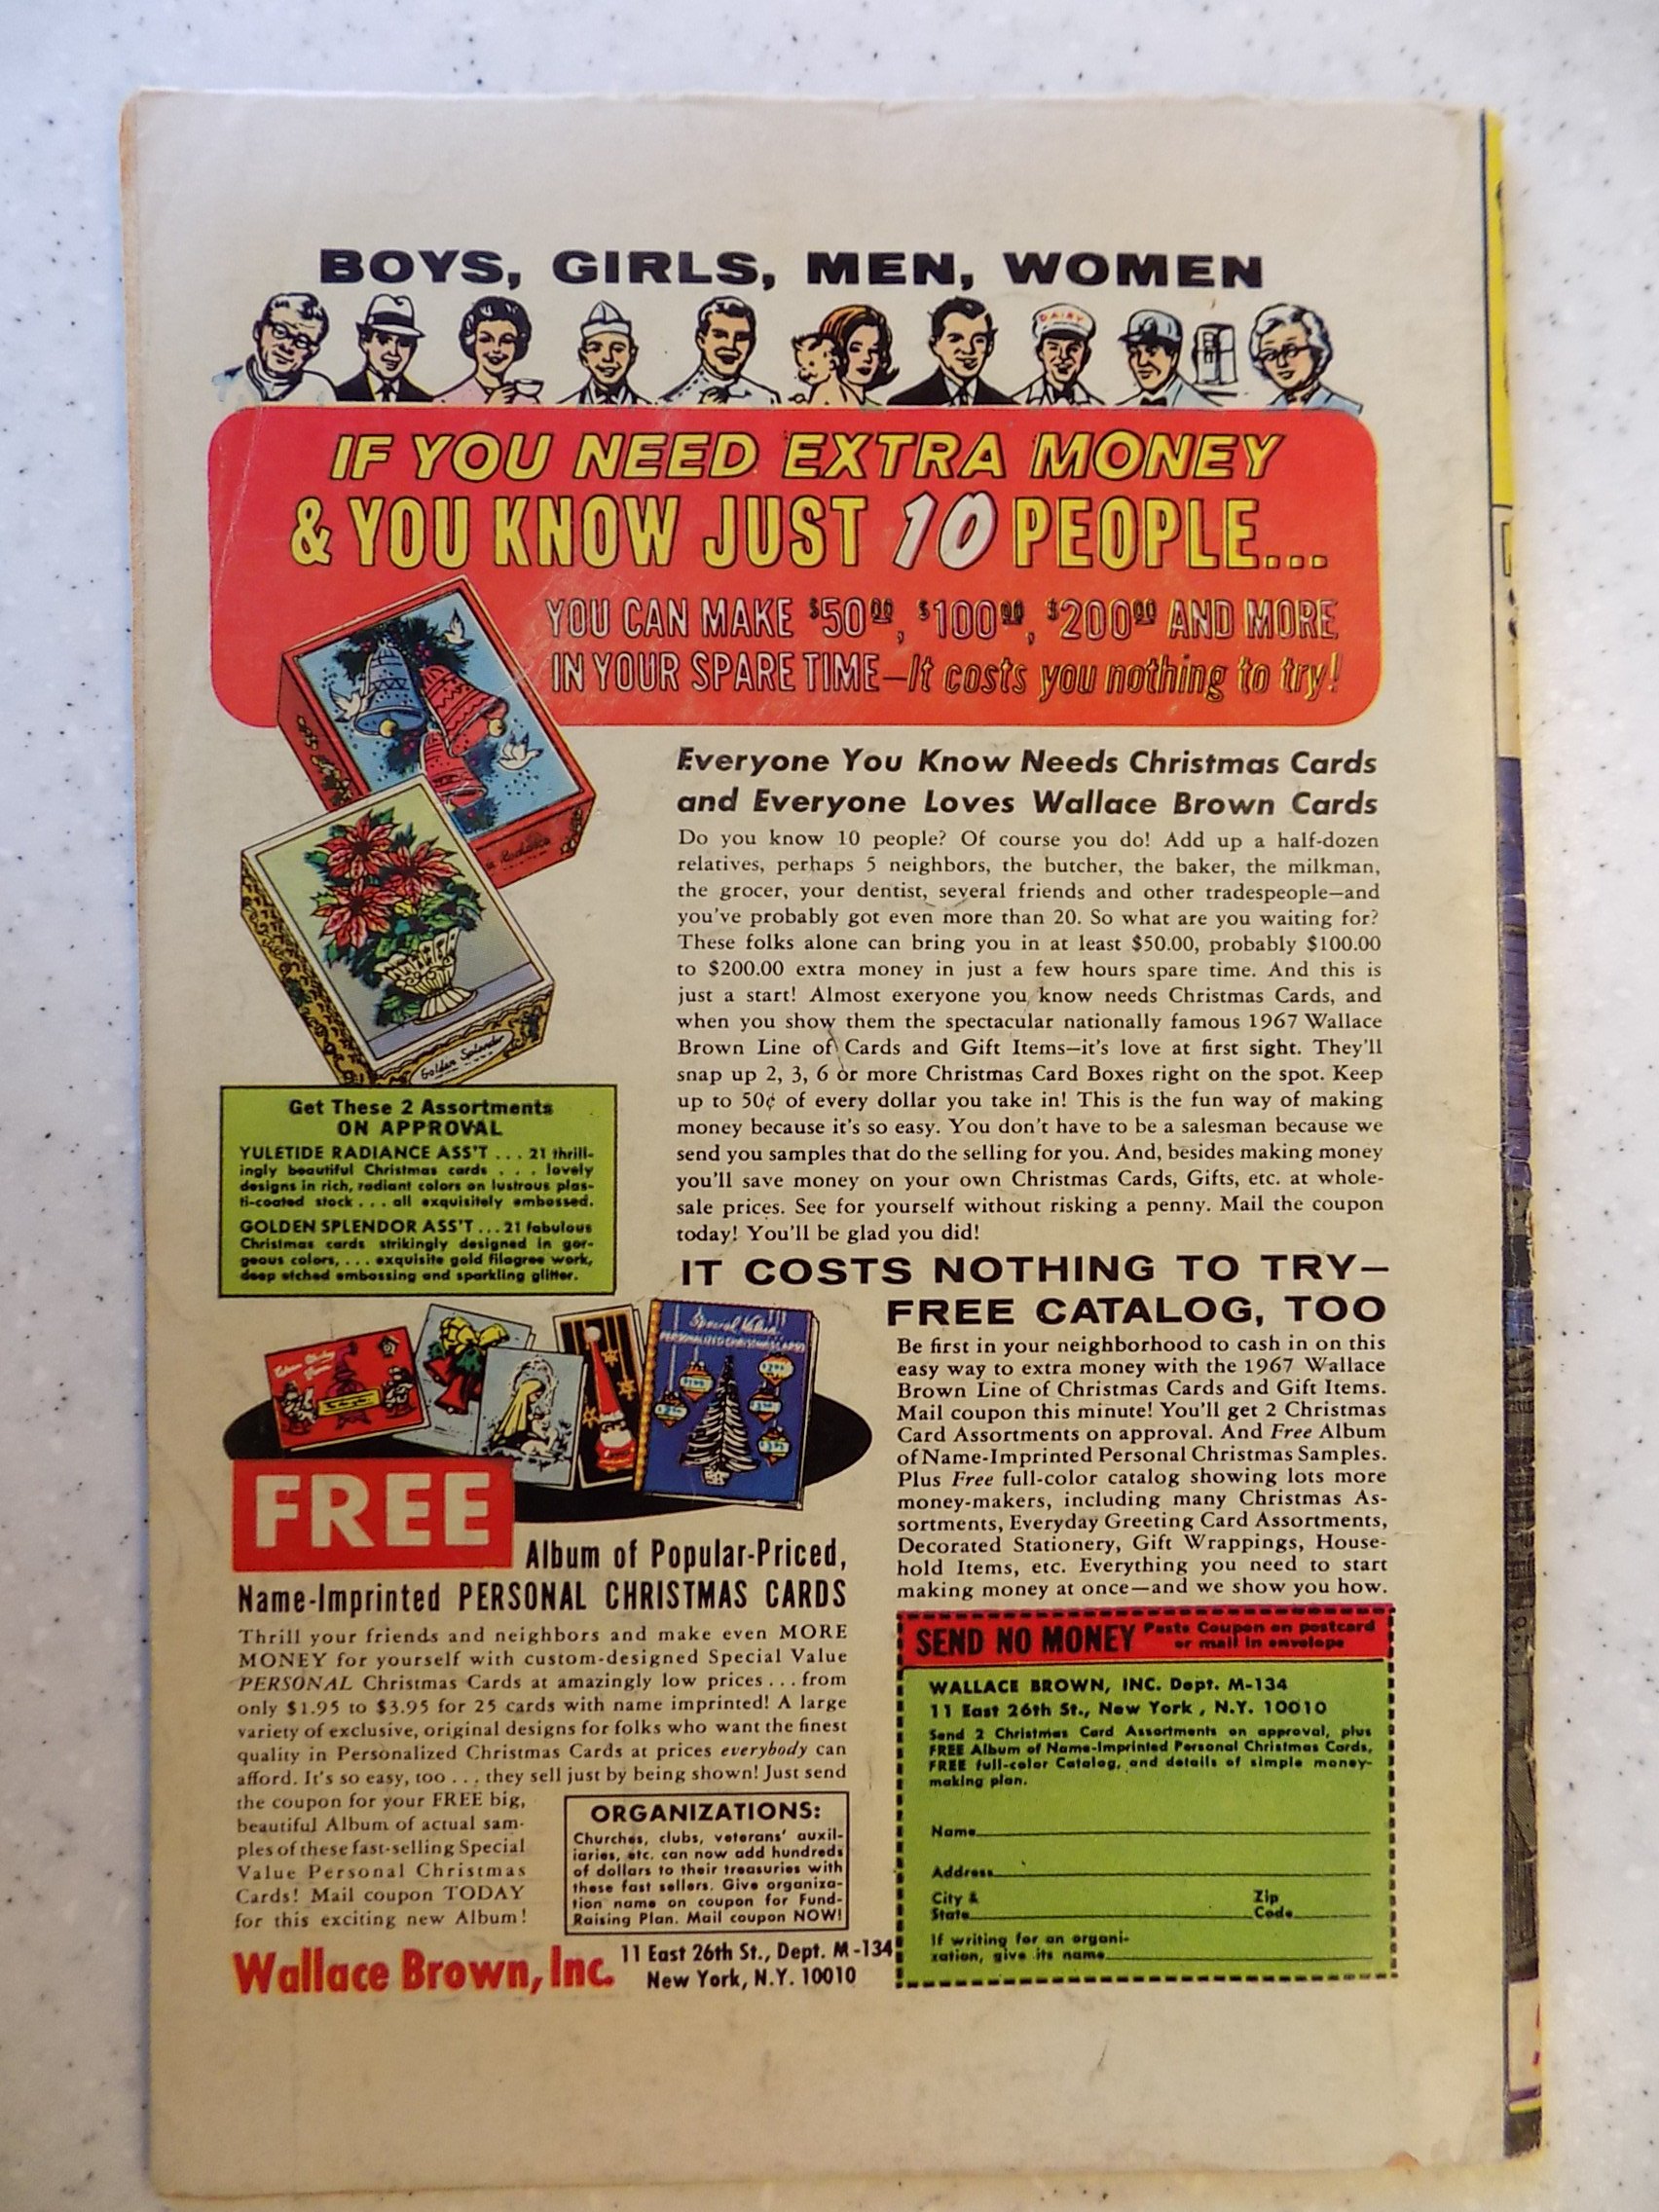 BOYS, GIRLS, MEN, WOMEN
DAIRY
IF YOU NEED EXTRA MONEY
& YOU KNOW JUST 10 PEOPLE...
YOU CAN MAKE $50.00, $100.00, $200.00 AND MORE
IN YOUR SPARE TIME—It costs you nothing to try!
Everyone You Know Needs Christmas Cards
and Everyone Loves Wallace Brown Cards
Do you know 10 people? Of course you do! Add up a half-dozen
relatives, perhaps 5 neighbors, the butcher, the baker, the milkman,
the grocer, your dentist, several friends and other tradespeople—and
you've probably got even more than 20. So what are you waiting for?
These folks alone can bring you in at least $50.00, probably $100.00
to $200.00 extra money in just a few hours spare time. And this is
just a start! Almost exeryone you know needs Christmas Cards, and
when you show them the spectacular nationally famous 1967 Wallace
Brown Line of Cards and Gift Items—it's love at first sight. They'll
snap up 2, 3, 6 or more Christmas Card Boxes right on the spot. Keep
up to 50¢ of every dollar you take in! This is the fun way of making
money because it's so easy. You don't have to be a salesman because we
send you samples that do the selling for you. And, besides making money
you'll save money on your own Christmas Cards, Gifts, etc. at whole-
sale prices. See for yourself without risking a penny. Mail the coupon
today! You'll be glad you did!
Radiance
Golden Splendor
Get These 2 Assortments
ON APPROVAL
YULETIDE RADIANCE ASS'T . . . 21 thrill-
ingly beautiful Christmas cards . . . lovely
designs in rich, radiant colors on lustrous plas-
ti-coated stock . . . all exquisitely embossed.
GOLDEN SPLENDOR ASS'T . . . 21 fabulous
Christmas cards strikingly designed in gor-
geous colors, . . . exquisite gold filagree work,
deep etched embossing and sparkling glitter.
IT COSTS NOTHING TO TRY—
FREE CATALOG, TOO
Be first in your neighborhood to cash in on this
easy way to extra money with the 1967 Wallace
Brown Line of Christmas Cards and Gift Items.
Mail coupon this minute! You'll get 2 Christmas
Card Assortments on approval. And Free Album
of Name-Imprinted Personal Christmas Samples.
Plus Free full-color catalog showing lots more
money-makers, including many Christmas As-
sortments, Everyday Greeting Card Assortments,
Decorated Stationery, Gift Wrappings, House-
hold Items, etc. Everything you need to start
making money at once—and we show you how.
Special Value
PERSONALIZED CHRISTMAS CARDS
FREE
Album of Popular-Priced,
Name-Imprinted PERSONAL CHRISTMAS CARDS
Thrill your friends and neighbors and make even MORE
MONEY for yourself with custom-designed Special Value
PERSONAL Christmas Cards at amazingly low prices . . . from
only $1.95 to $3.95 for 25 cards with name imprinted! A large
variety of exclusive, original designs for folks who want the finest
quality in Personalized Christmas Cards at prices everybody can
afford. It's so easy, too . . . they sell just by being shown! Just send
the coupon for your FREE big,
beautiful Album of actual sam-
ples of these fast-selling Special
Value Personal Christmas
Cards! Mail coupon TODAY
for this exciting new Album!
ORGANIZATIONS:
Churches, clubs, veterans' auxil-
iaries, etc. can now add hundreds
of dollars to their treasuries with
these fast sellers. Give organiza-
tion name on coupon for Fund-
Raising Plan. Mail coupon NOW!
Wallace Brown, Inc. 11 East 26th St., Dept. M-134
New York, N.Y. 10010
SEND NO MONEY Paste Coupon on postcard
or mail in envelope
WALLACE BROWN, INC. Dept. M-134
11 East 26th St., New York, N.Y. 10010
Send 2 Christmas Card Assortments on approval, plus
FREE Album of Name-Imprinted Personal Christmas Cards,
FREE full-color Catalog, and details of simple money-
making plan.
Name
Address
City & Zip
State Code
If writing for an organi-
zation, give its name